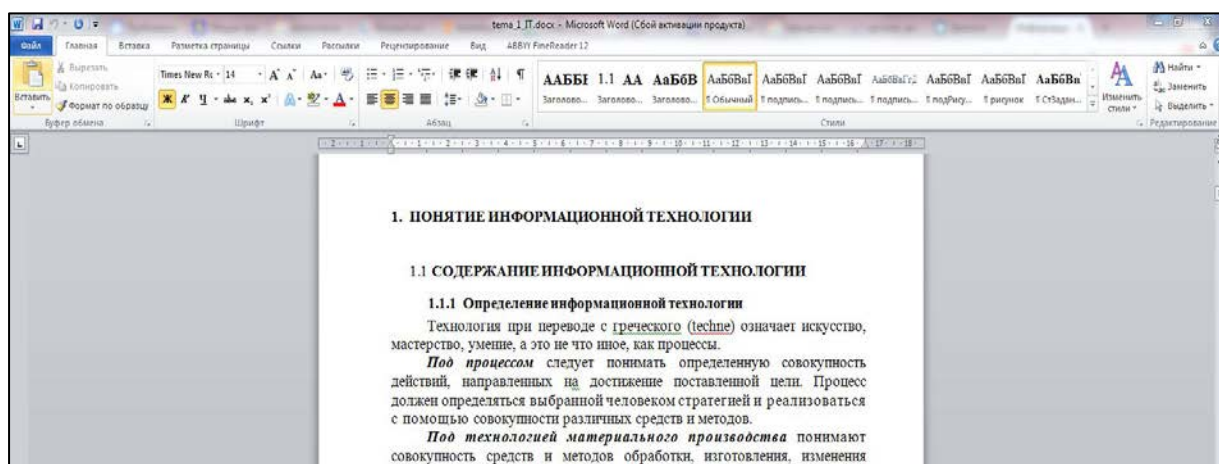 tema_1_IT.docx - Microsoft Word (Сбой активации продукта)
Файл Главная Вставка Разметка страницы Ссылки Рассылки Рецензирование Вид ABBYY FineReader 12
Вставить
Вырезать
Копировать
Формат по образцу
Буфер обмена
Times New Rc 14
Ж К Ч abc x, x²
Шрифт
Абзац
ААББЕ 1.1 АА АаБбВ АаБбВвГ АаБбВвГ АаБбВвГ АаБбВвГг АаБбВвГ АаБбВвГ АаБбВв
Заголово... Заголово... Заголово... ¶ Обычный ¶ подпись... ¶ подпись... ¶ подпись... ¶ подРису... ¶ рисунок ¶ СтЗадан...
Изменить стили
Стили
Найти
Заменить
Выделить
Редактирование
1. ПОНЯТИЕ ИНФОРМАЦИОННОЙ ТЕХНОЛОГИИ
1.1 СОДЕРЖАНИЕ ИНФОРМАЦИОННОЙ ТЕХНОЛОГИИ
1.1.1 Определение информационной технологии
Технология при переводе с греческого (techne) означает искусство,
мастерство, умение, а это не что иное, как процессы.
Под процессом следует понимать определенную совокупность
действий, направленных на достижение поставленной цели. Процесс
должен определяться выбранной человеком стратегией и реализоваться
с помощью совокупности различных средств и методов.
Под технологией материального производства понимают
совокупность средств и методов обработки, изготовления, изменения